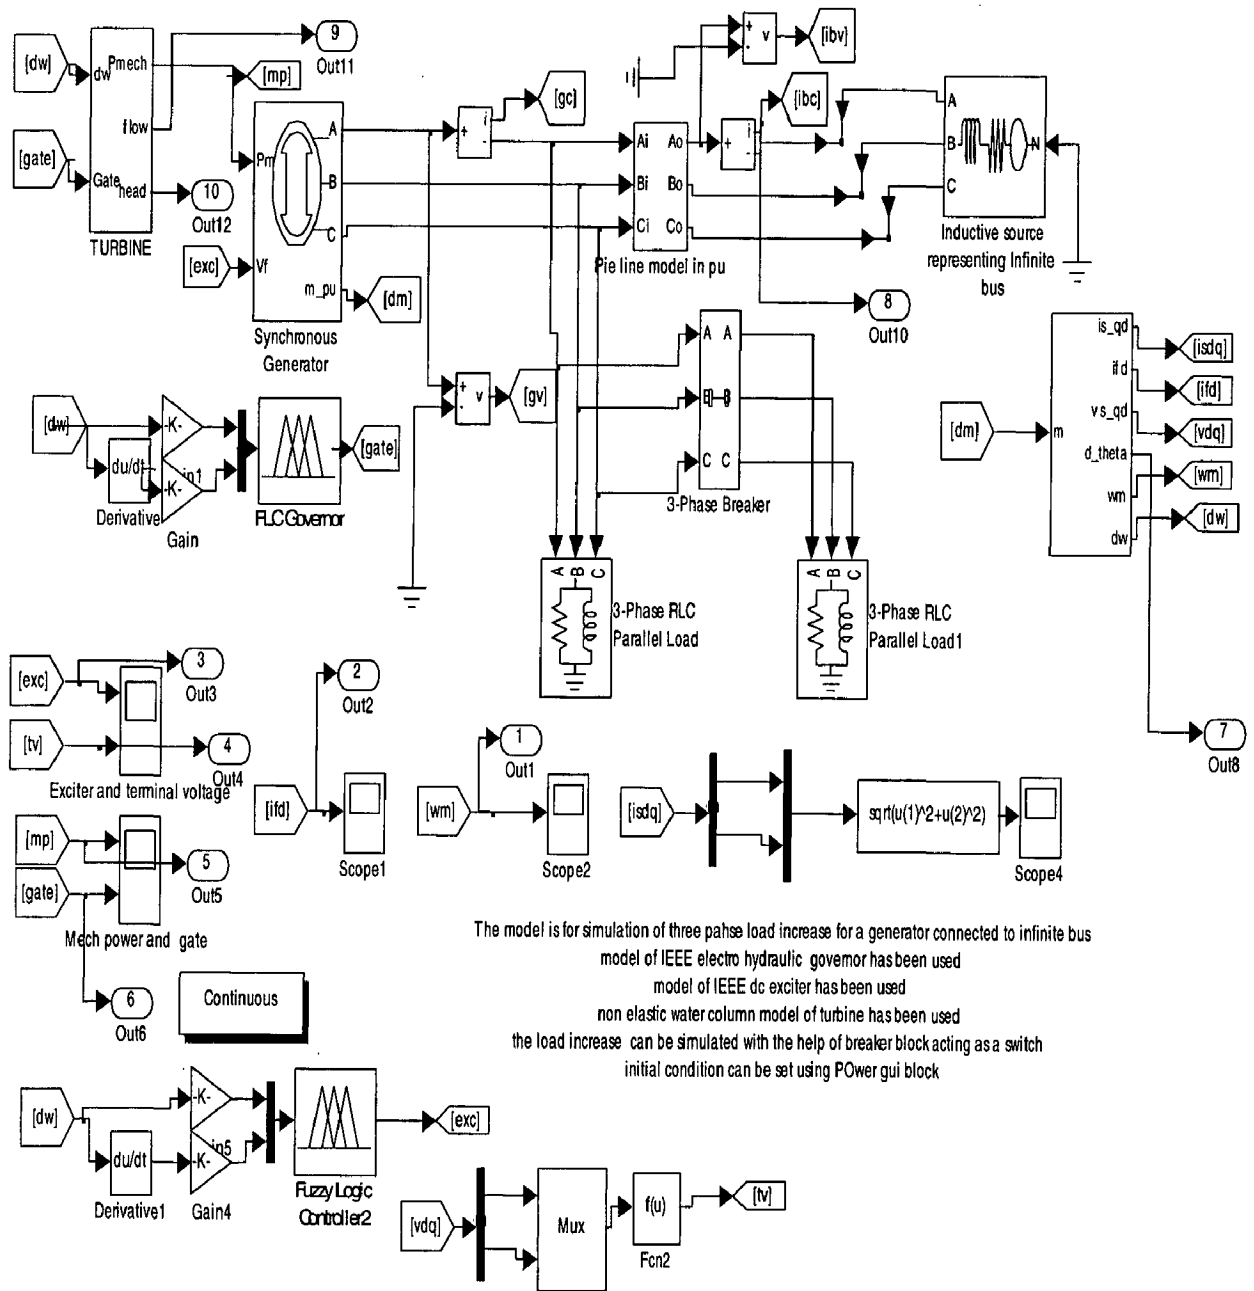 [dw]
dw
Pmech
flow
[gate]
Gate
head
TURBINE
9
Out11
[mp]
10
Out12
[exc]
Pm
Vf
A
B
C
m_pu
Synchronous
Generator
[dm]
+
i
-
[gc]
+
-
v
[gv]
Ai
Bi
Ci
Ao
Bo
Co
Pie line model in pu
+
-
v
[ibv]
+
i
-
[ibc]
A
B
C
N
Inductive source
representing Infinite
bus
8
Out10
A A
B B
C C
3-Phase Breaker
A B C
3-Phase RLC
Parallel Load
A B C
3-Phase RLC
Parallel Load1
[dm]
m
is_qd
ifd
vs_qd
d_theta
wm
dw
[isdq]
[ifd]
[vdq]
[wm]
[dw]
7
Out8
[dw]
-K-
du/dt
in1
-K-
Derivative
Gain
FLC Governor
[gate]
[exc]
3
Out3
[tv]
4
Out4
Exciter and terminal voltage
[mp]
5
Out5
[gate]
Mech power and gate
6
Out6
Continuous
2
Out2
[ifd]
Scope1
1
Out1
[wm]
Scope2
[isdq]
sqrt(u(1)^2+u(2)^2)
Scope4
The model is for simulation of three pahse load increase for a generator connected to infinite bus
model of IEEE electro hydraulic governor has been used
model of IEEE dc exciter has been used
non elastic water column model of turbine has been used
the load increase can be simulated with the help of breaker block acting as a switch
initial condition can be set using POwer gui block
[dw]
-K-
du/dt
in5
-K-
Derivative1
Gain4
Fuzzy Logic
Controller2
[exc]
[vdq]
Mux
f(u)
Fcn2
[tv]